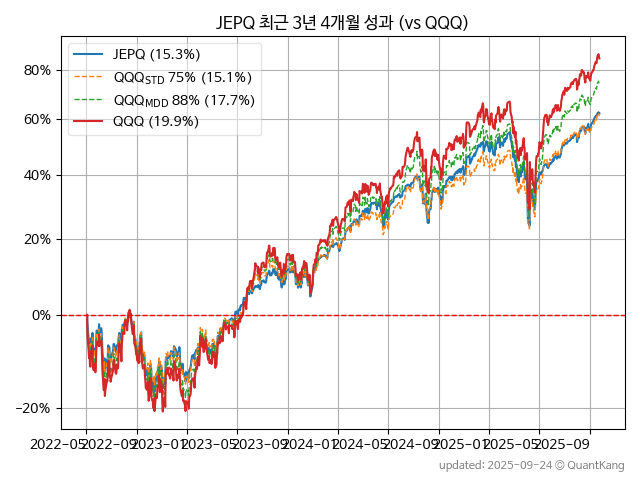 JEPQ 최근 3년 4개월 성과 (vs QQQ)
JEPQ (15.3%)
QQQSTD 75% (15.1%)
QQQMDD 88% (17.7%)
QQQ (19.9%)
80%
60%
40%
20%
0%
−20%
2022-05 2022-09 2023-01 2023-05 2023-09 2024-01 2024-05 2024-09 2025-01 2025-05 2025-09
updated: 2025-09-24 © QuantKang